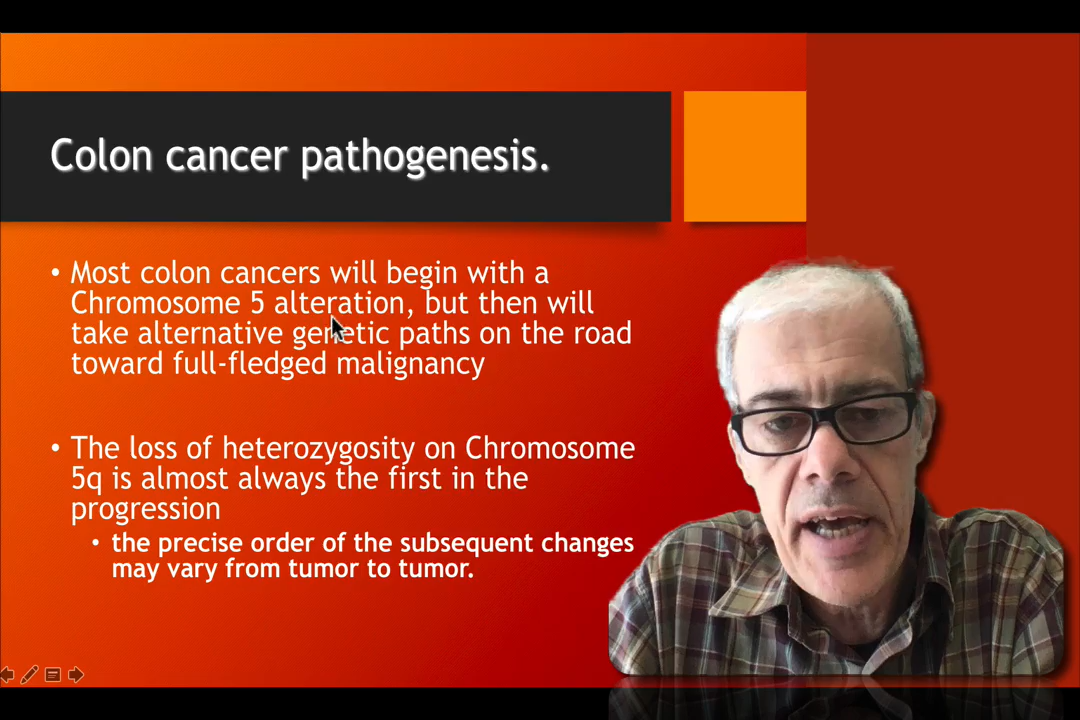 Colon cancer pathogenesis.
• Most colon cancers will begin with a
Chromosome 5 alteration, but then will
take alternative genetic paths on the road
toward full-fledged malignancy
• The loss of heterozygosity on Chromosome
5q is almost always the first in the
progression
• the precise order of the subsequent changes
may vary from tumor to tumor.